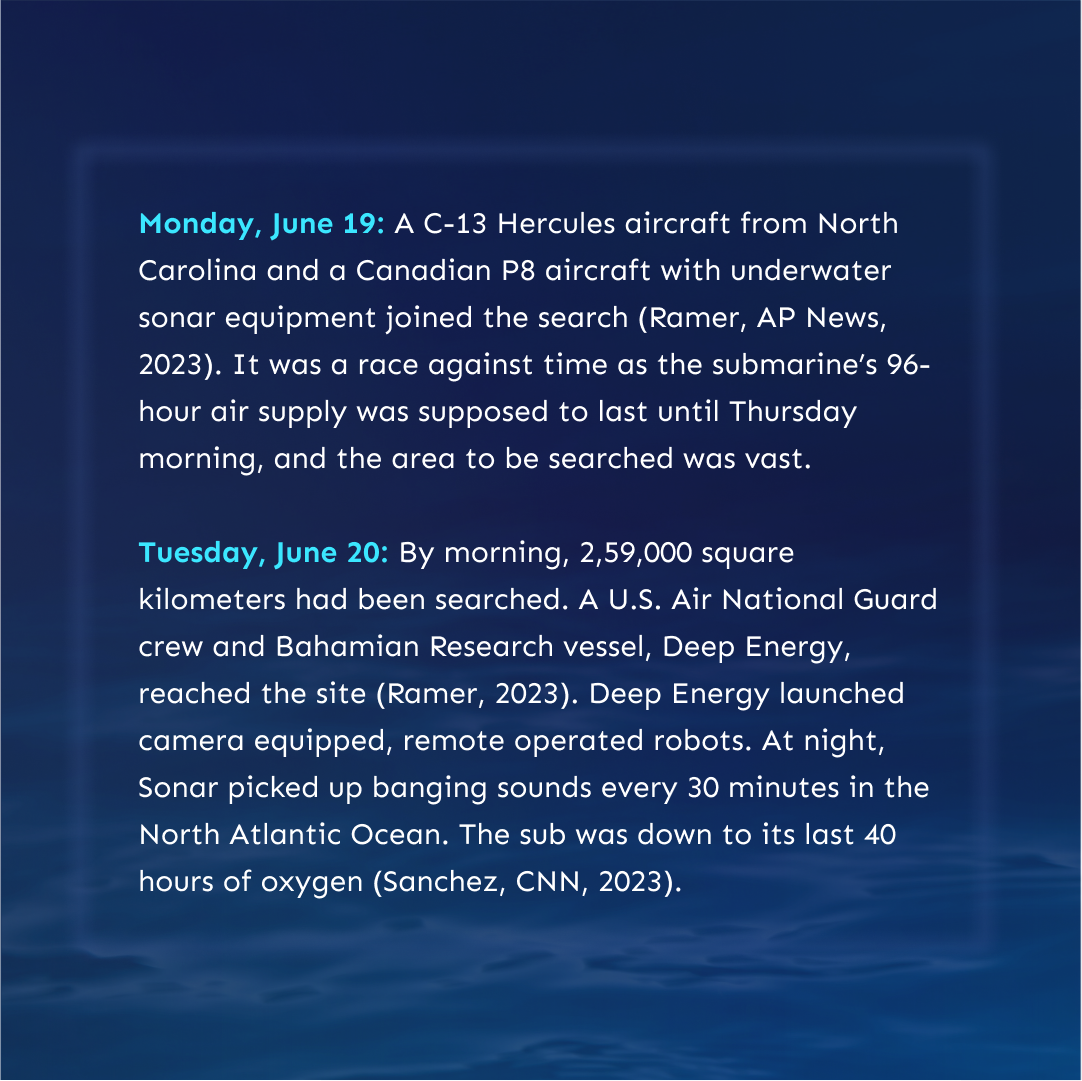 Monday, June 19: A C-13 Hercules aircraft from North
Carolina and a Canadian P8 aircraft with underwater
sonar equipment joined the search (Ramer, AP News,
2023). It was a race against time as the submarine’s 96-
hour air supply was supposed to last until Thursday
morning, and the area to be searched was vast.
Tuesday, June 20: By morning, 2,59,000 square
kilometers had been searched. A U.S. Air National Guard
crew and Bahamian Research vessel, Deep Energy,
reached the site (Ramer, 2023). Deep Energy launched
camera equipped, remote operated robots. At night,
Sonar picked up banging sounds every 30 minutes in the
North Atlantic Ocean. The sub was down to its last 40
hours of oxygen (Sanchez, CNN, 2023).